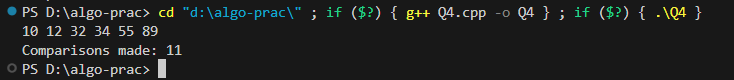 PS D:\algo-prac> cd "d:\algo-prac\" ; if ($?) { g++ Q4.cpp -o Q4 } ; if ($?) { .\Q4 }
10 12 32 34 55 89
Comparisons made: 11
PS D:\algo-prac>